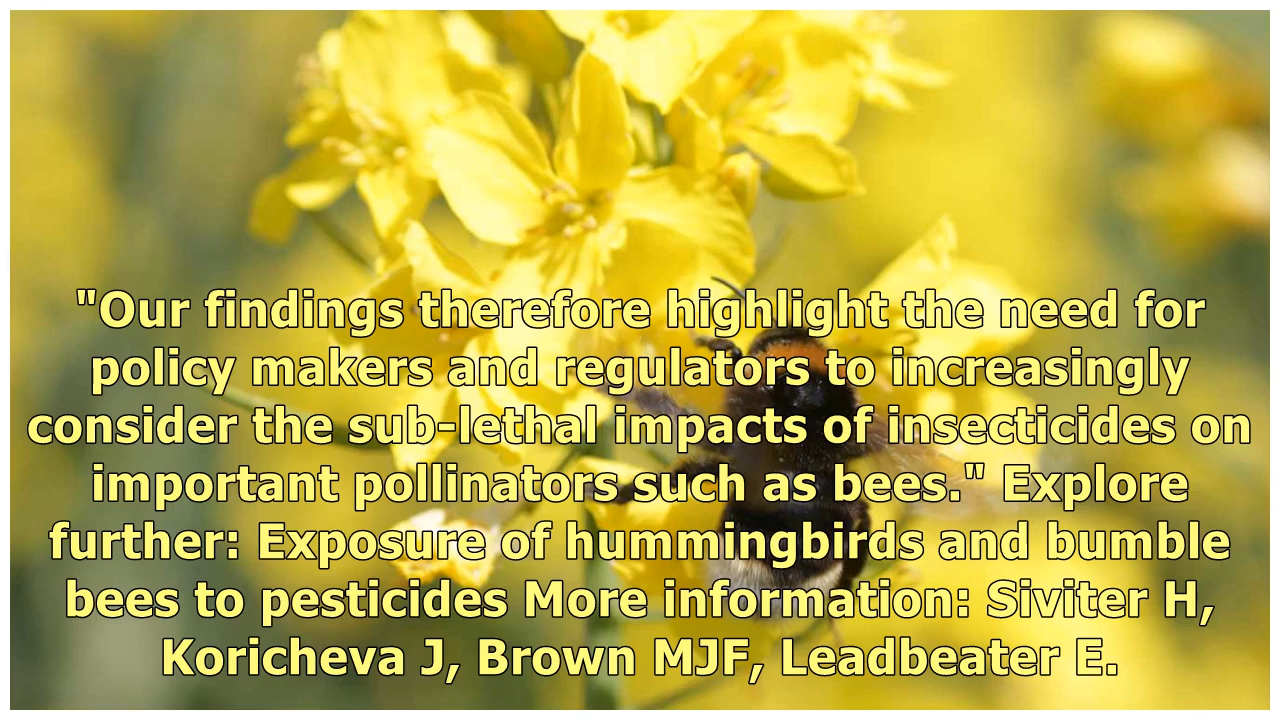 "Our findings therefore highlight the need for
policy makers and regulators to increasingly
consider the sub-lethal impacts of insecticides on
important pollinators such as bees." Explore
further: Exposure of hummingbirds and bumble
bees to pesticides More information: Siviter H,
Koricheva J, Brown MJF, Leadbeater E.